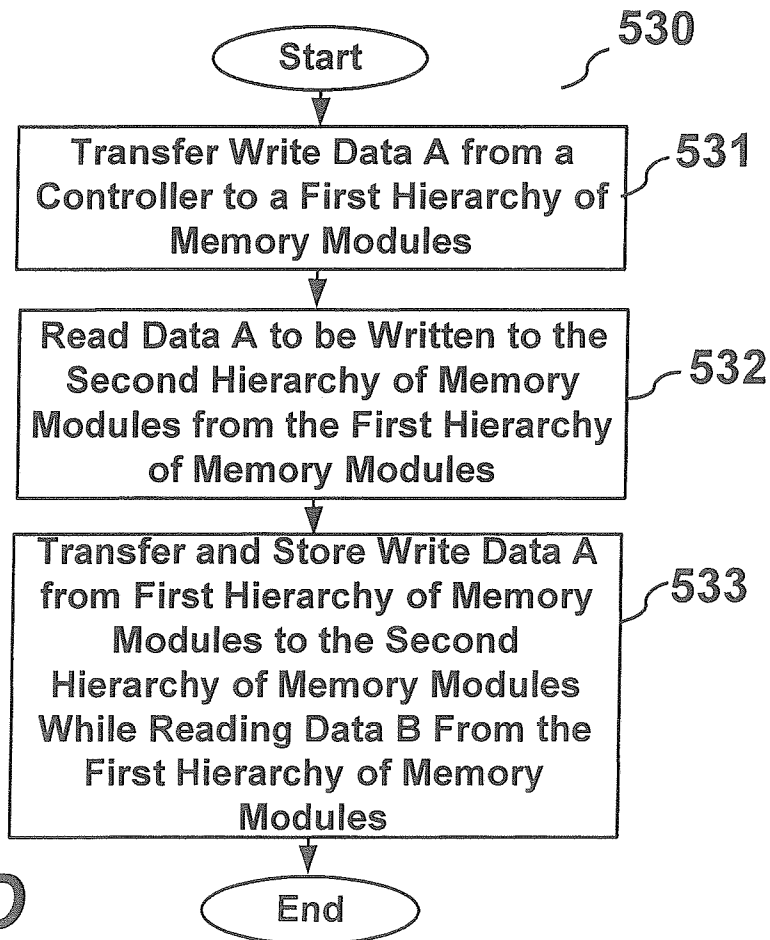 Start
530
Transfer Write Data A from a
Controller to a First Hierarchy of
Memory Modules
531
Read Data A to be Written to the
Second Hierarchy of Memory
Modules from the First Hierarchy
of Memory Modules
532
Transfer and Store Write Data A
from First Hierarchy of Memory
Modules to the Second
Hierarchy of Memory Modules
While Reading Data B From the
First Hierarchy of Memory
Modules
533
D
End